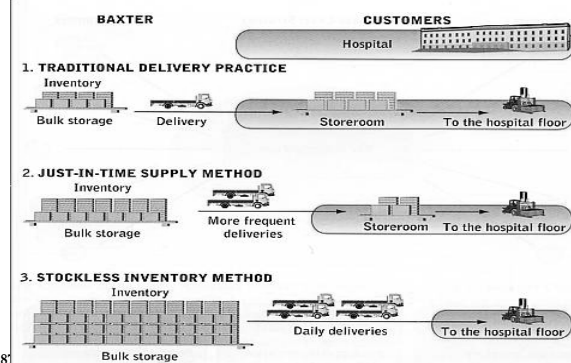 BAXTER CUSTOMERS
Hospital
1. TRADITIONAL DELIVERY PRACTICE
Inventory
Bulk storage Delivery Storeroom To the hospital floor
2. JUST-IN-TIME SUPPLY METHOD
Inventory
Bulk storage More frequent deliveries Storeroom To the hospital floor
3. STOCKLESS INVENTORY METHOD
Inventory
Bulk storage Daily deliveries To the hospital floor